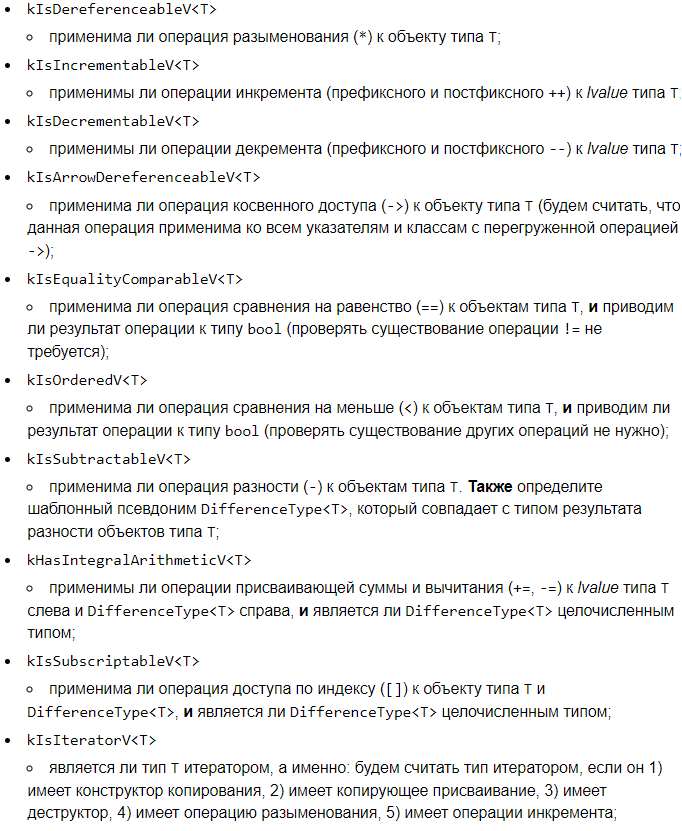 kIsDereferenceableV<T>
применима ли операция разыменования (*) к объекту типа T;
kIsIncrementableV<T>
применимы ли операции инкремента (префиксного и постфиксного ++) к lvalue типа T;
kIsDecrementableV<T>
применимы ли операции декремента (префиксного и постфиксного --) к lvalue типа T;
kIsArrowDereferenceableV<T>
применима ли операция косвенного доступа (->) к объекту типа T (будем считать, что
данная операция применима ко всем указателям и классам с перегруженной операцией
->);
kIsEqualityComparableV<T>
применима ли операция сравнения на равенство (==) к объектам типа T, и приводим
ли результат операции к типу bool (проверять существование операции != не
требуется);
kIsOrderedV<T>
применима ли операция сравнения на меньше (<) к объектам типа T, и приводим ли
результат операции к типу bool (проверять существование других операций не нужно);
kIsSubtractableV<T>
применима ли операция разности (-) к объектам типа T. Также определите
шаблонный псевдоним DifferenceType<T>, который совпадает с типом результата
разности объектов типа T;
kHasIntegralArithmeticV<T>
применимы ли операции присваивающей суммы и вычитания (+=, -=) к lvalue типа T
слева и DifferenceType<T> справа, и является ли DifferenceType<T> целочисленным
типом;
kIsSubscriptableV<T>
применима ли операция доступа по индексу ([]) к объекту типа T и
DifferenceType<T>, и является ли DifferenceType<T> целочисленным типом;
kIsIteratorV<T>
является ли тип T итератором, а именно: будем считать тип итератором, если он 1)
имеет конструктор копирования, 2) имеет копирующее присваивание, 3) имеет
деструктор, 4) имеет операцию разыменования, 5) имеет операции инкремента;